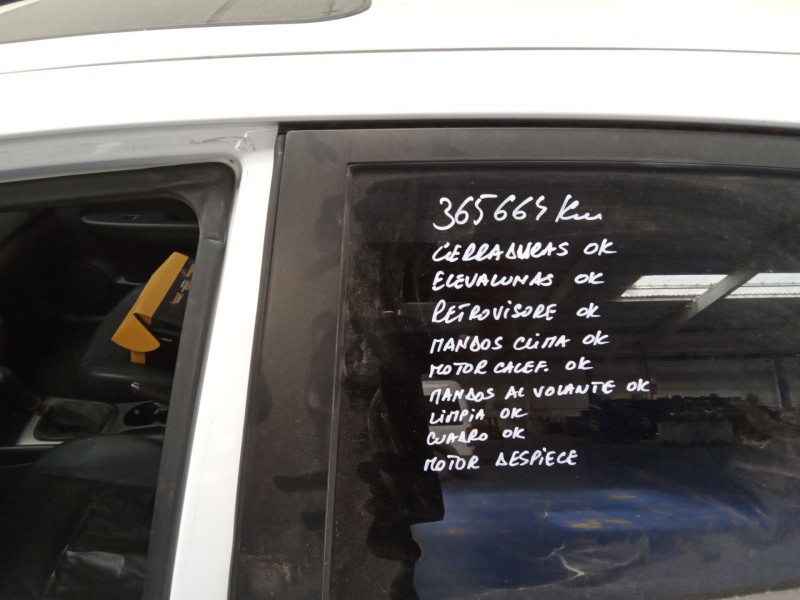 365664 Km
CERRADURAS OK
ELEVALUNAS OK
RETROVISORE OK
MANDOS CLIMA OK
MOTOR CALEF. OK
MANDOS AL VOLANTE OK
LIMPIA OK
CUADRO OK
MOTOR DESPIECE